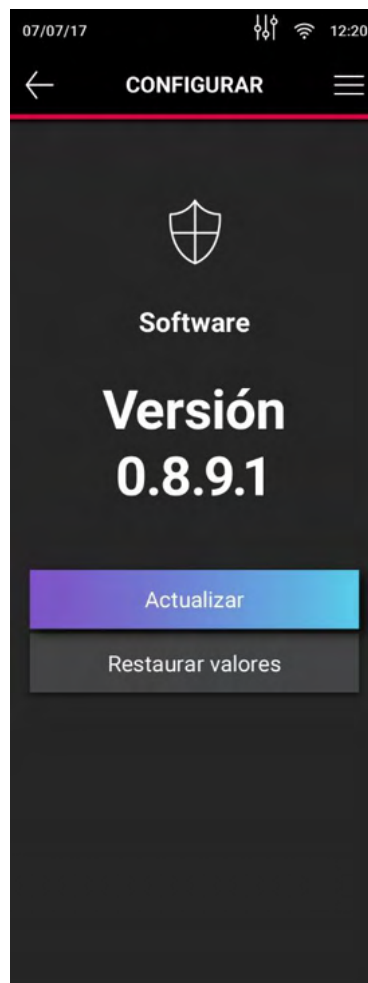 07/07/17 12:20
CONFIGURAR
Software
Versión
0.8.9.1
Actualizar
Restaurar valores